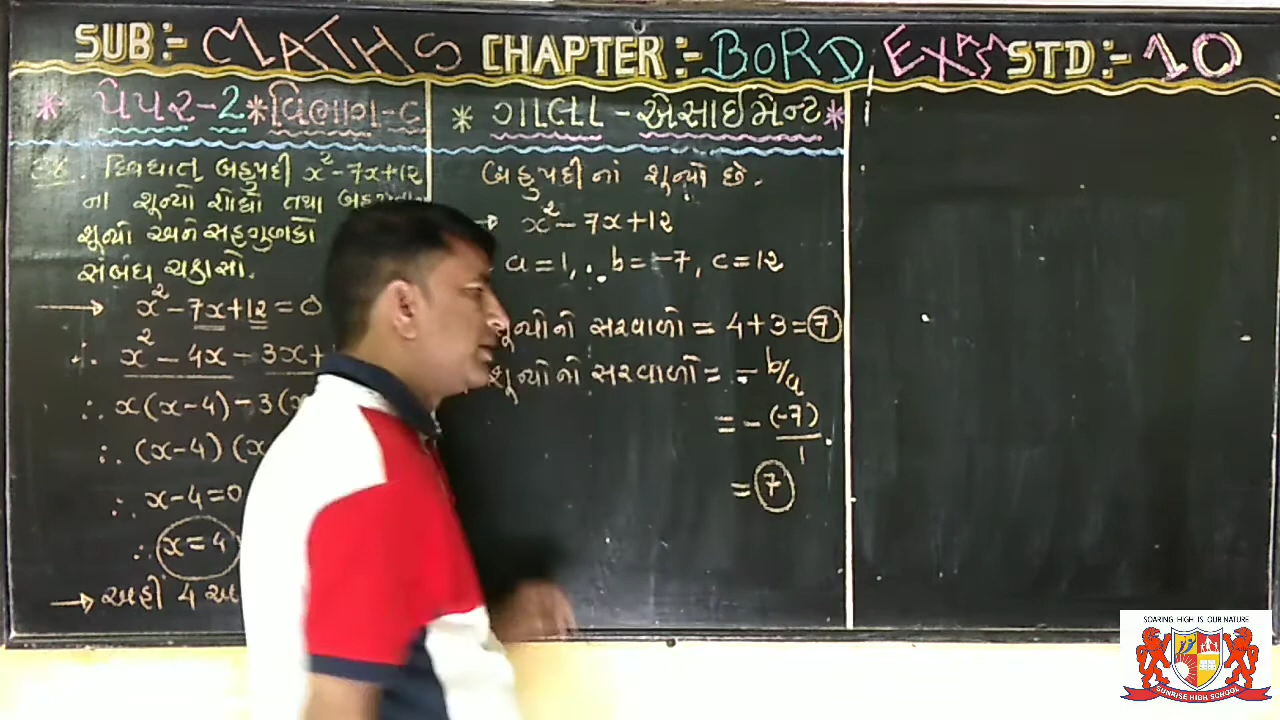 SUB:- MATHS CHAPTER:- BORD EXAM STD:- 10
* પેપર-2 * વિભાગ-C
દ્વિઘાત બહુપદી x²-7x+12
ના શૂન્યો શોધો તથા
શૂન્યો અને સહગુણકો
સંબંધ ચકાસો.
→ x² - 7x + 12 = 0
∴ x² - 4x - 3x +
∴ x(x-4) - 3(x
∴ (x-4) (x
∴ x-4=0
∴ x=4
→ અહીં 4 અ
* ગાલા - એસાઈમેન્ટ *
બહુપદીનાં શૂન્યો છે.
→ x² - 7x + 12
a = 1, b = -7, c = 12
શૂન્યોનો સરવાળો = 4+3 = 7
શૂન્યોનો સરવાળો = - b/a
= - (-7)/1
= 7
SOARING HIGH IS OUR NATURE
SUNRISE HIGH SCHOOL